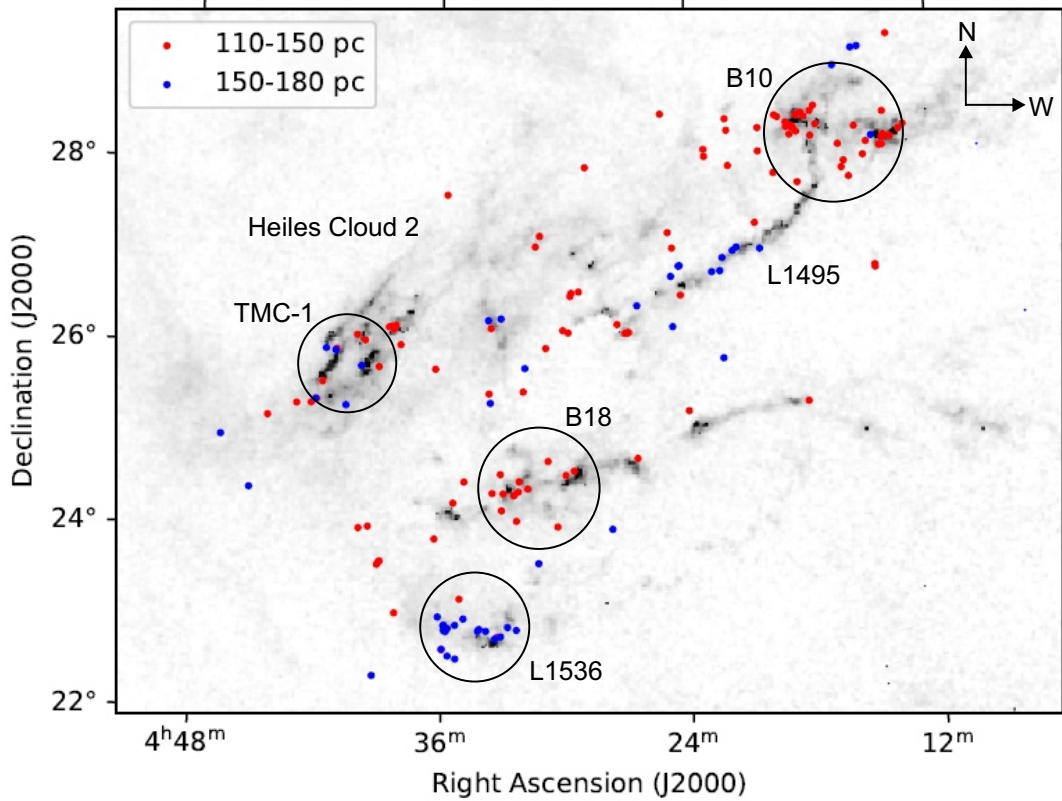 110-150 pc
150-180 pc
N
W
B10
28°
Heiles Cloud 2
L1495
TMC-1
26°
B18
24°
L1536
22°
4ʰ48ᵐ
36ᵐ
24ᵐ
12ᵐ
Right Ascension (J2000)
Declination (J2000)